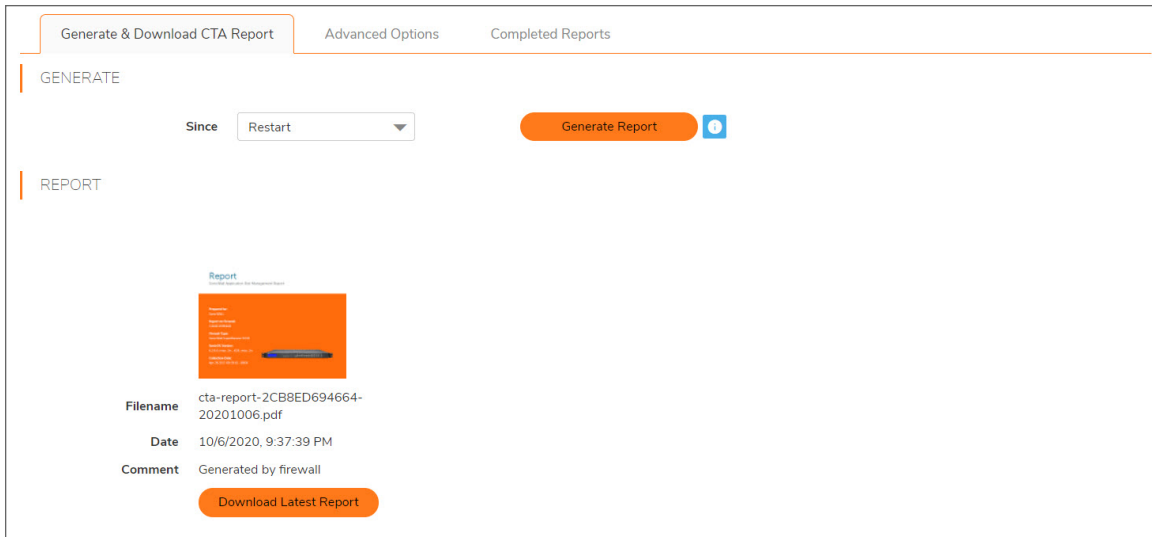 Generate & Download CTA Report
Advanced Options
Completed Reports
GENERATE
Since
Restart
Generate Report
REPORT
Report
Filename
cta-report-2CB8ED694664-
20201006.pdf
Date
10/6/2020, 9:37:39 PM
Comment
Generated by firewall
Download Latest Report